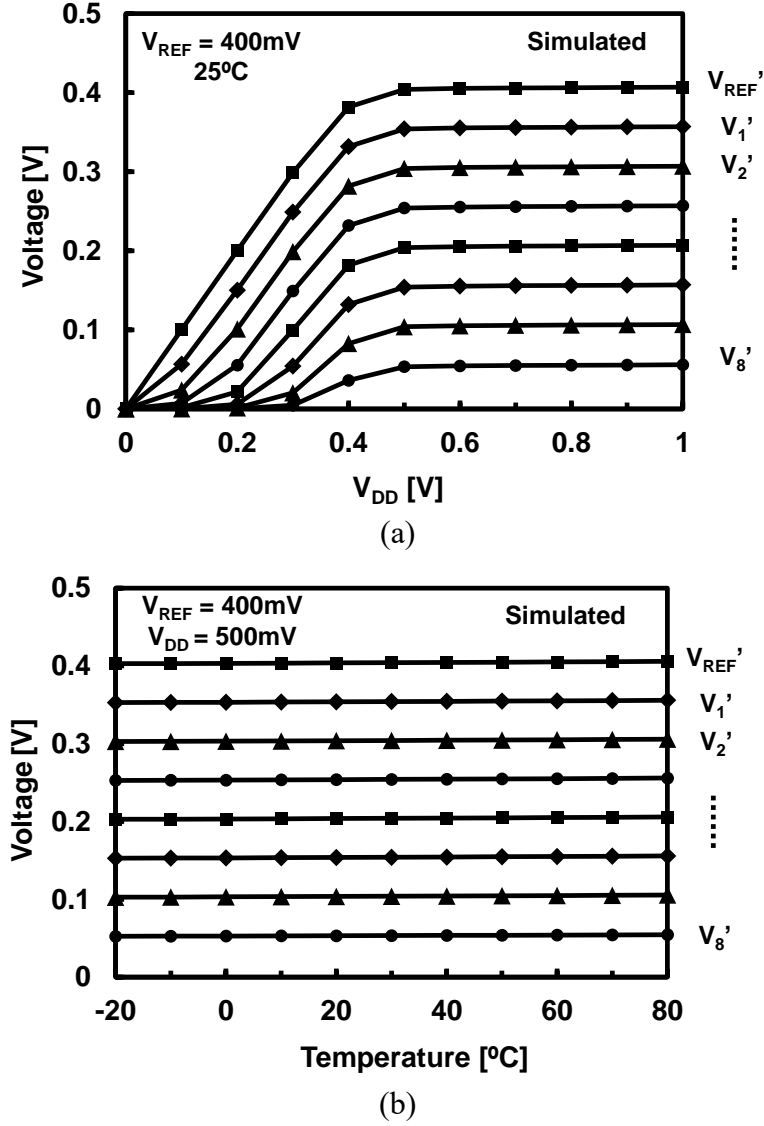 V_REF = 400mV
25ºC
Simulated
Voltage [V]
0.5
0.4
0.3
0.2
0.1
0
V_REF'
V_1'
V_2'
V_8'
0 0.2 0.4 0.6 0.8 1
V_DD [V]
(a)
V_REF = 400mV
V_DD = 500mV
Simulated
Voltage [V]
0.5
0.4
0.3
0.2
0.1
0
V_REF'
V_1'
V_2'
V_8'
-20 0 20 40 60 80
Temperature [ºC]
(b)